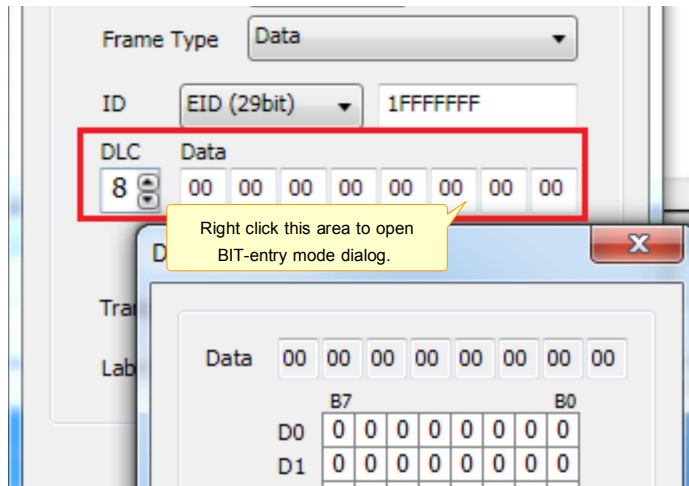 Frame Type Data
ID EID (29bit) 1FFFFFFF
DLC Data
8 00 00 00 00 00 00 00 00
Right click this area to open
BIT-entry mode dialog.
D
X
Tra
Lab
Data 00 00 00 00 00 00 00 00
B7 B0
D0 0 0 0 0 0 0 0 0
D1 0 0 0 0 0 0 0 0